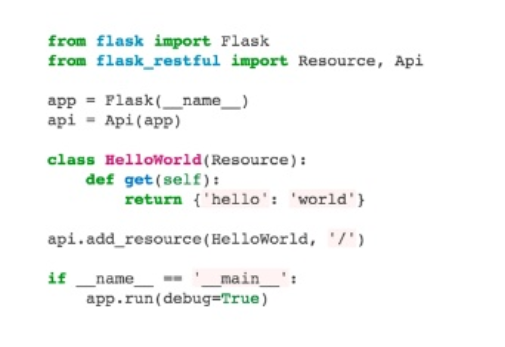 from flask import Flask
from flask_restful import Resource, Api
app = Flask(__name__)
api = Api(app)
class HelloWorld(Resource):
def get(self):
return {'hello': 'world'}
api.add_resource(HelloWorld, '/')
if __name__ == '__main__':
app.run(debug=True)